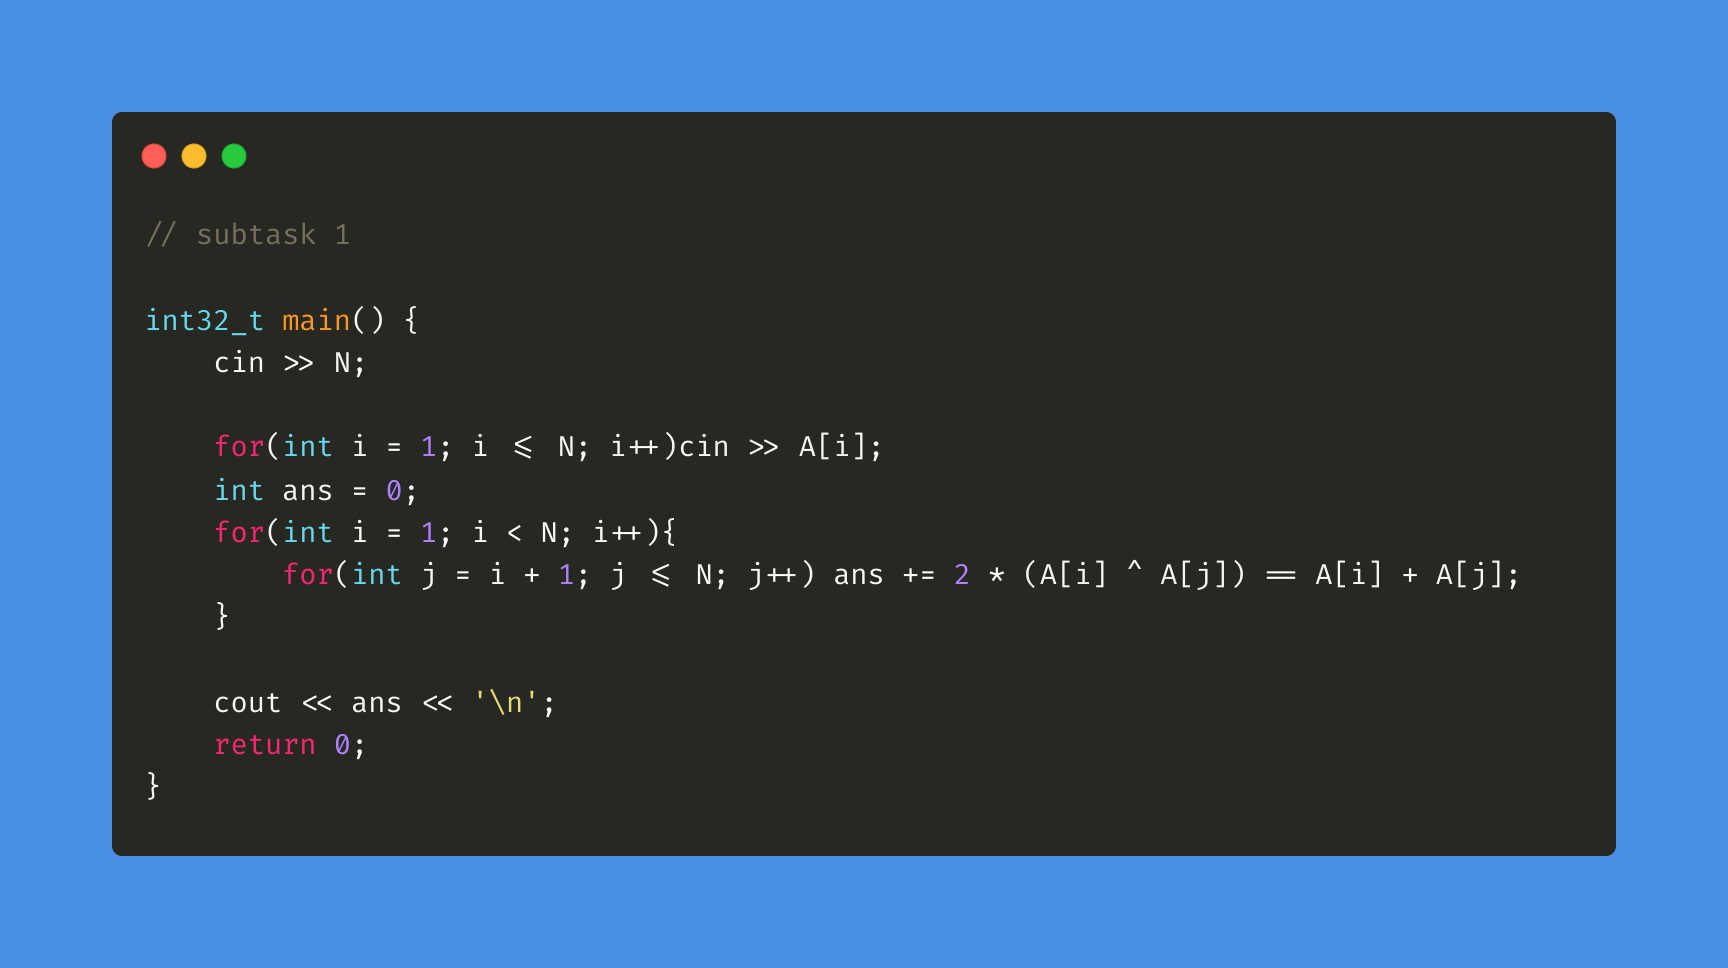 // subtask 1
int32_t main() {
cin >> N;
for(int i = 1; i <= N; i++)cin >> A[i];
int ans = 0;
for(int i = 1; i < N; i++){
for(int j = i + 1; j <= N; j++) ans += 2 * (A[i] ^ A[j]) == A[i] + A[j];
}
cout << ans << '\n';
return 0;
}